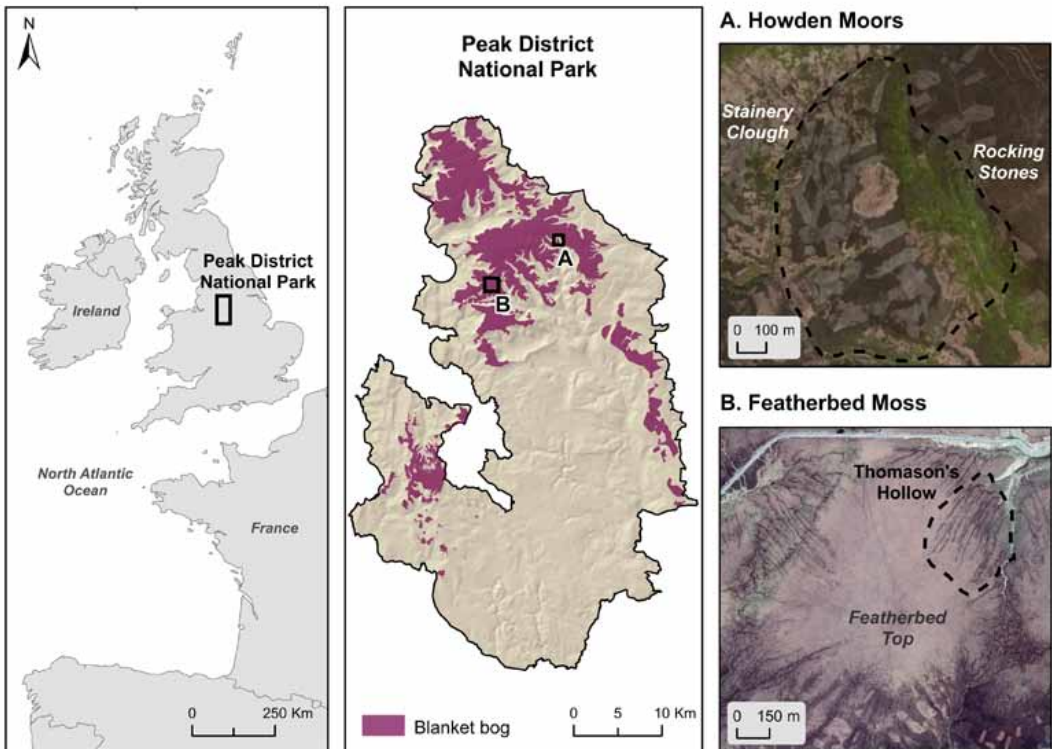 N
Peak District
National Park
Ireland
North Atlantic
Ocean
France
0 250 Km
Peak District
National Park
A
B
Blanket bog
0 5 10 Km
A. Howden Moors
Stainery
Clough
Rocking
Stones
0 100 m
B. Featherbed Moss
Thomason's
Hollow
Featherbed
Top
0 150 m